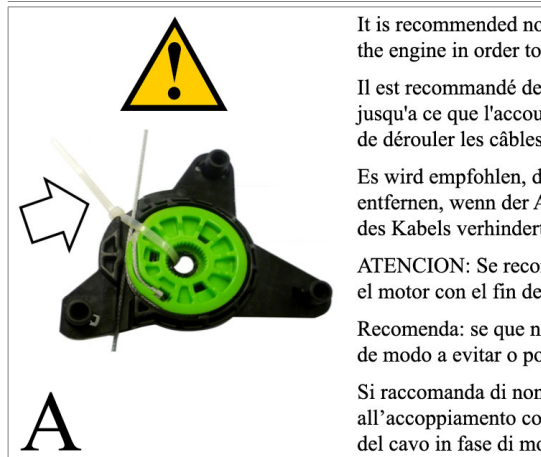 It is recommended no
the engine in order to
Il est recommandé de
jusqu'a ce que l'accou
de dérouler les câbles
Es wird empfohlen, d
entfernen, wenn der A
des Kabels verhindert
ATENCION: Se reco
el motor con el fin de
Recomenda: se que n
de modo a evitar o po
Si raccomanda di non
all’accoppiamento co
del cavo in fase di mo
A